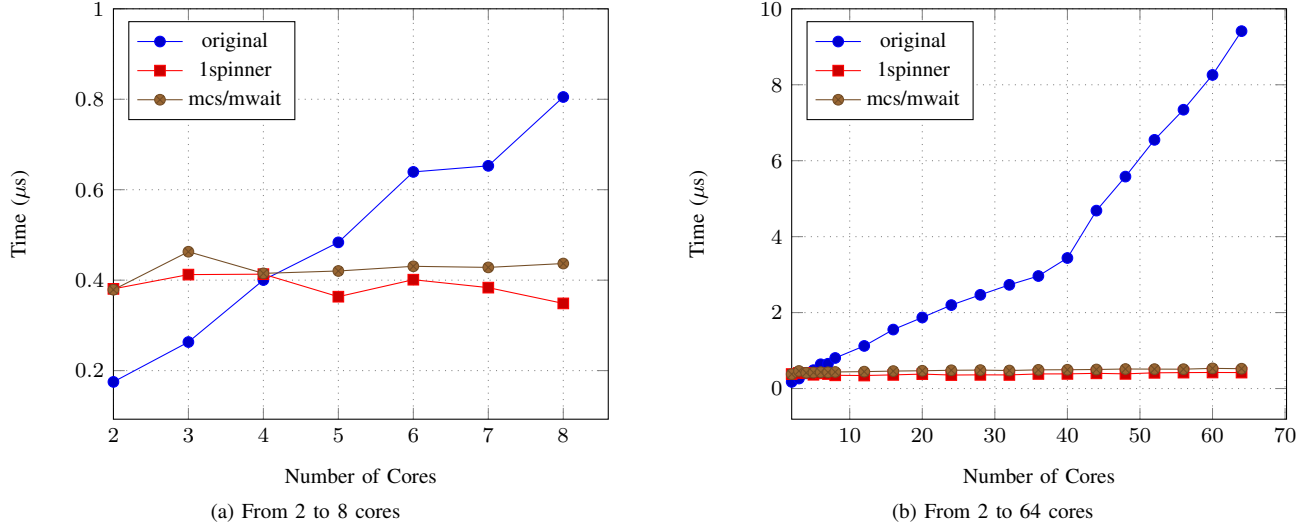 1
0.8
0.6
0.4
0.2
2
3
4
5
6
7
8
Time (μs)
Number of Cores
original
1spinner
mcs/mwait
(a) From 2 to 8 cores
10
8
6
4
2
0
10
20
30
40
50
60
70
Time (μs)
Number of Cores
original
1spinner
mcs/mwait
(b) From 2 to 64 cores